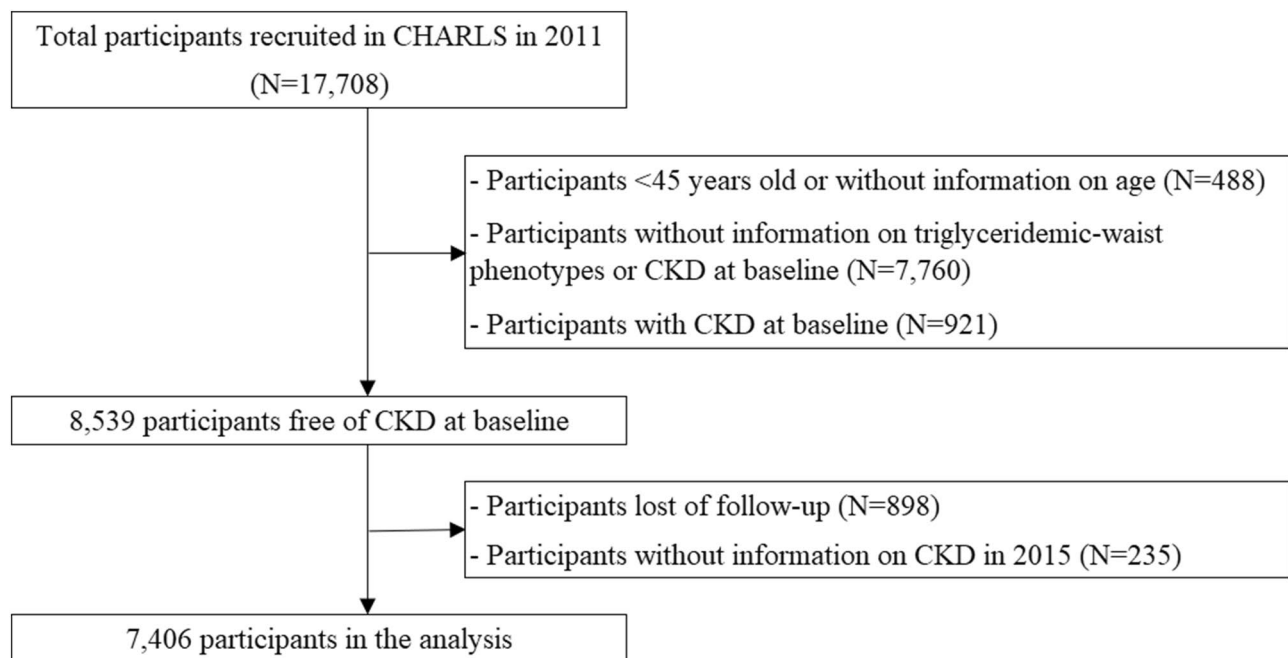 Total participants recruited in CHARLS in 2011
(N=17,708)
- Participants <45 years old or without information on age (N=488)
- Participants without information on triglyceridemic-waist
phenotypes or CKD at baseline (N=7,760)
- Participants with CKD at baseline (N=921)
8,539 participants free of CKD at baseline
- Participants lost of follow-up (N=898)
- Participants without information on CKD in 2015 (N=235)
7,406 participants in the analysis